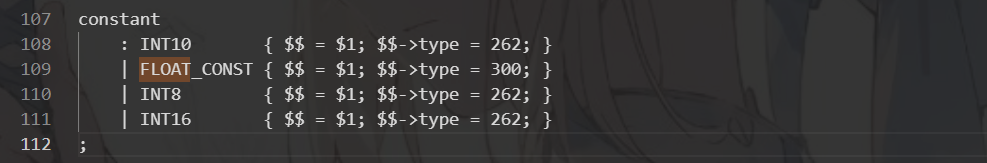 107 constant
108     : INT10       { $$ = $1; $$->type = 262; }
109     | FLOAT_CONST { $$ = $1; $$->type = 300; }
110     | INT8        { $$ = $1; $$->type = 262; }
111     | INT16       { $$ = $1; $$->type = 262; }
112 ;